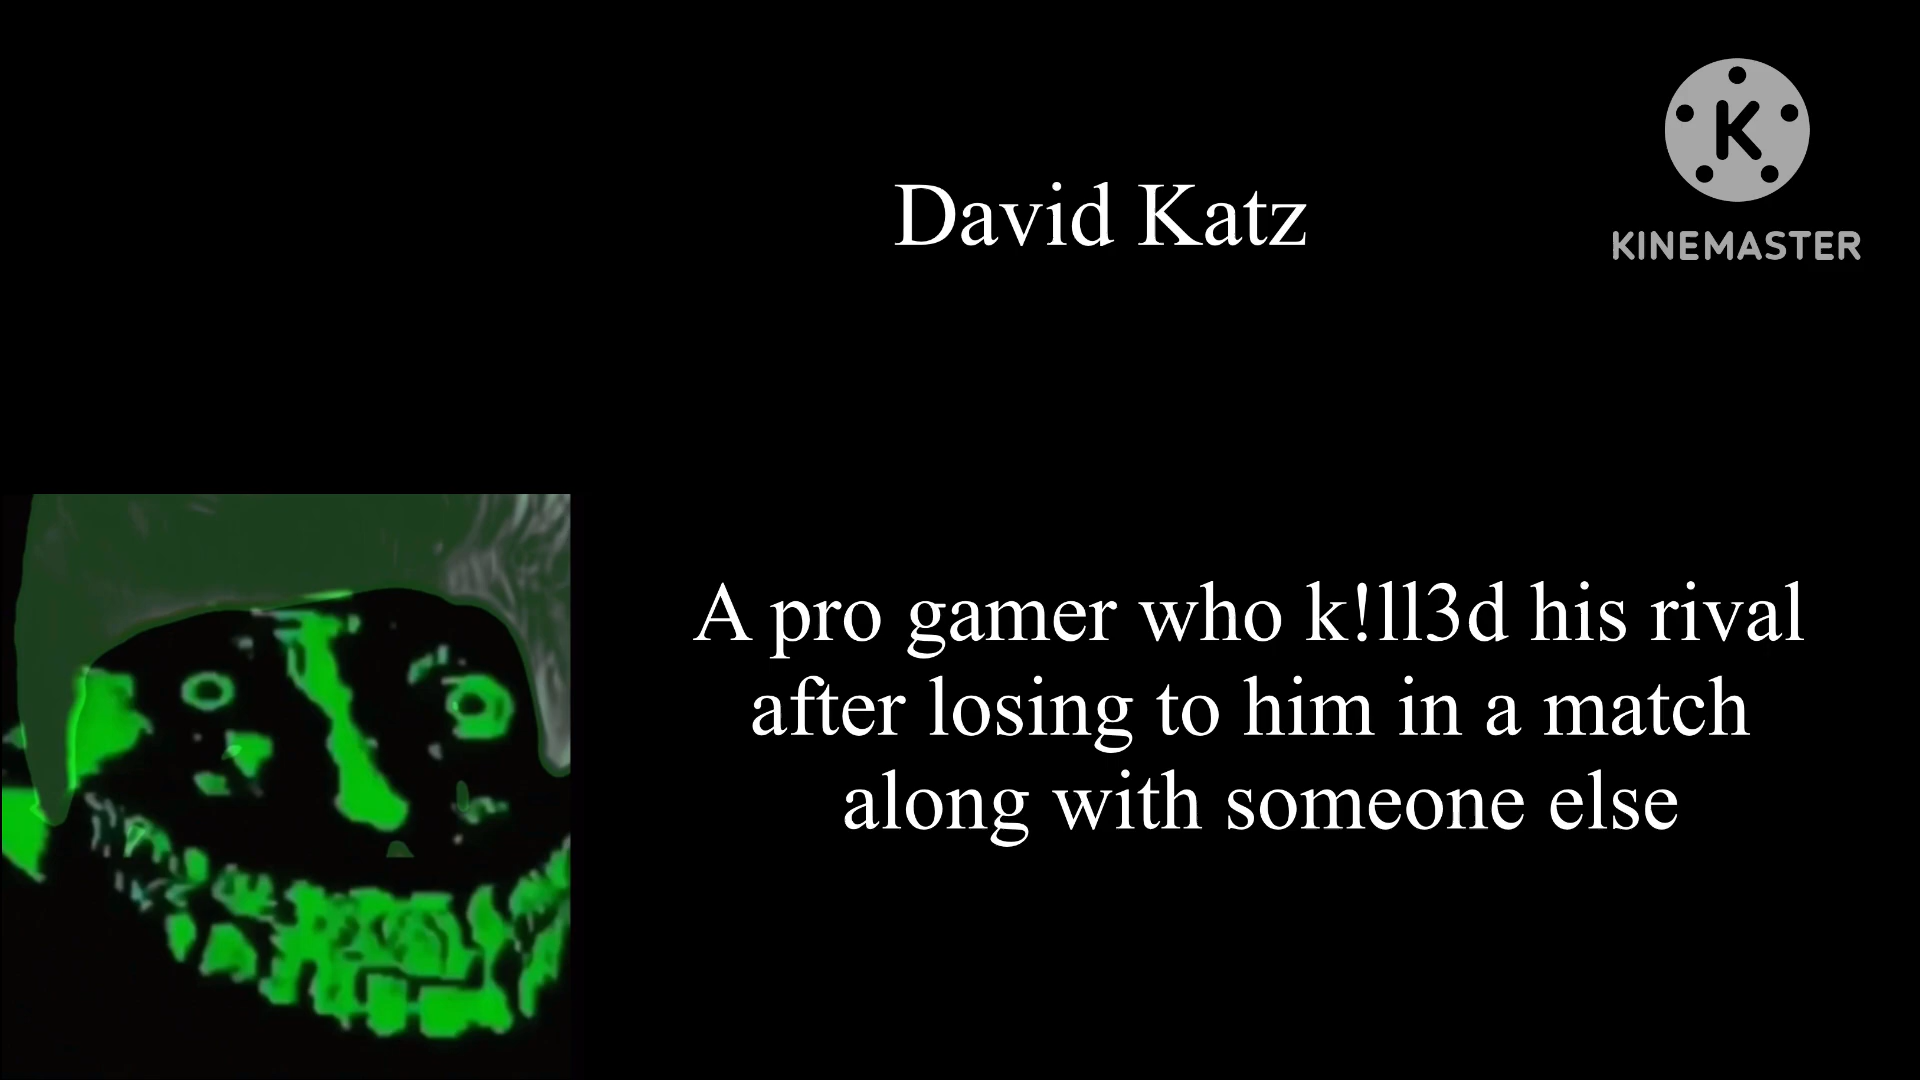 David Katz
K
KINEMASTER
A pro gamer who k!ll3d his rival
after losing to him in a match
along with someone else